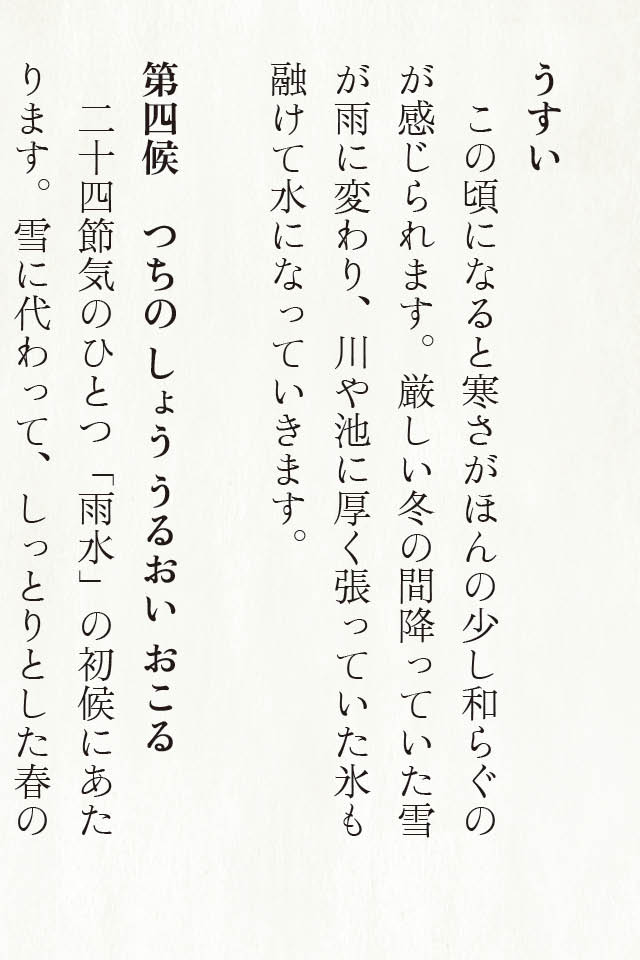 うすい
　この頃になると寒さがほんの少し和らぐの
が感じられます。厳しい冬の間降っていた雪
が雨に変わり、川や池に厚く張っていた氷も
融けて水になっていきます。
第四候　つちの しょう うるおい おこる
　二十四節気のひとつ「雨水」の初候にあた
ります。雪に代わって、しっとりとした春の